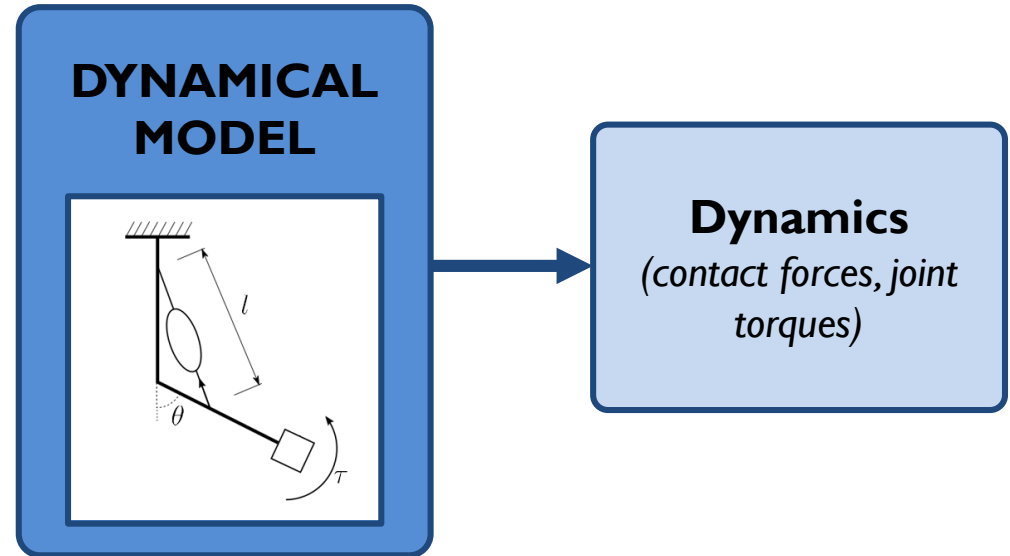 DYNAMICAL
MODEL
l
θ
τ
Dynamics
(contact forces, joint
torques)